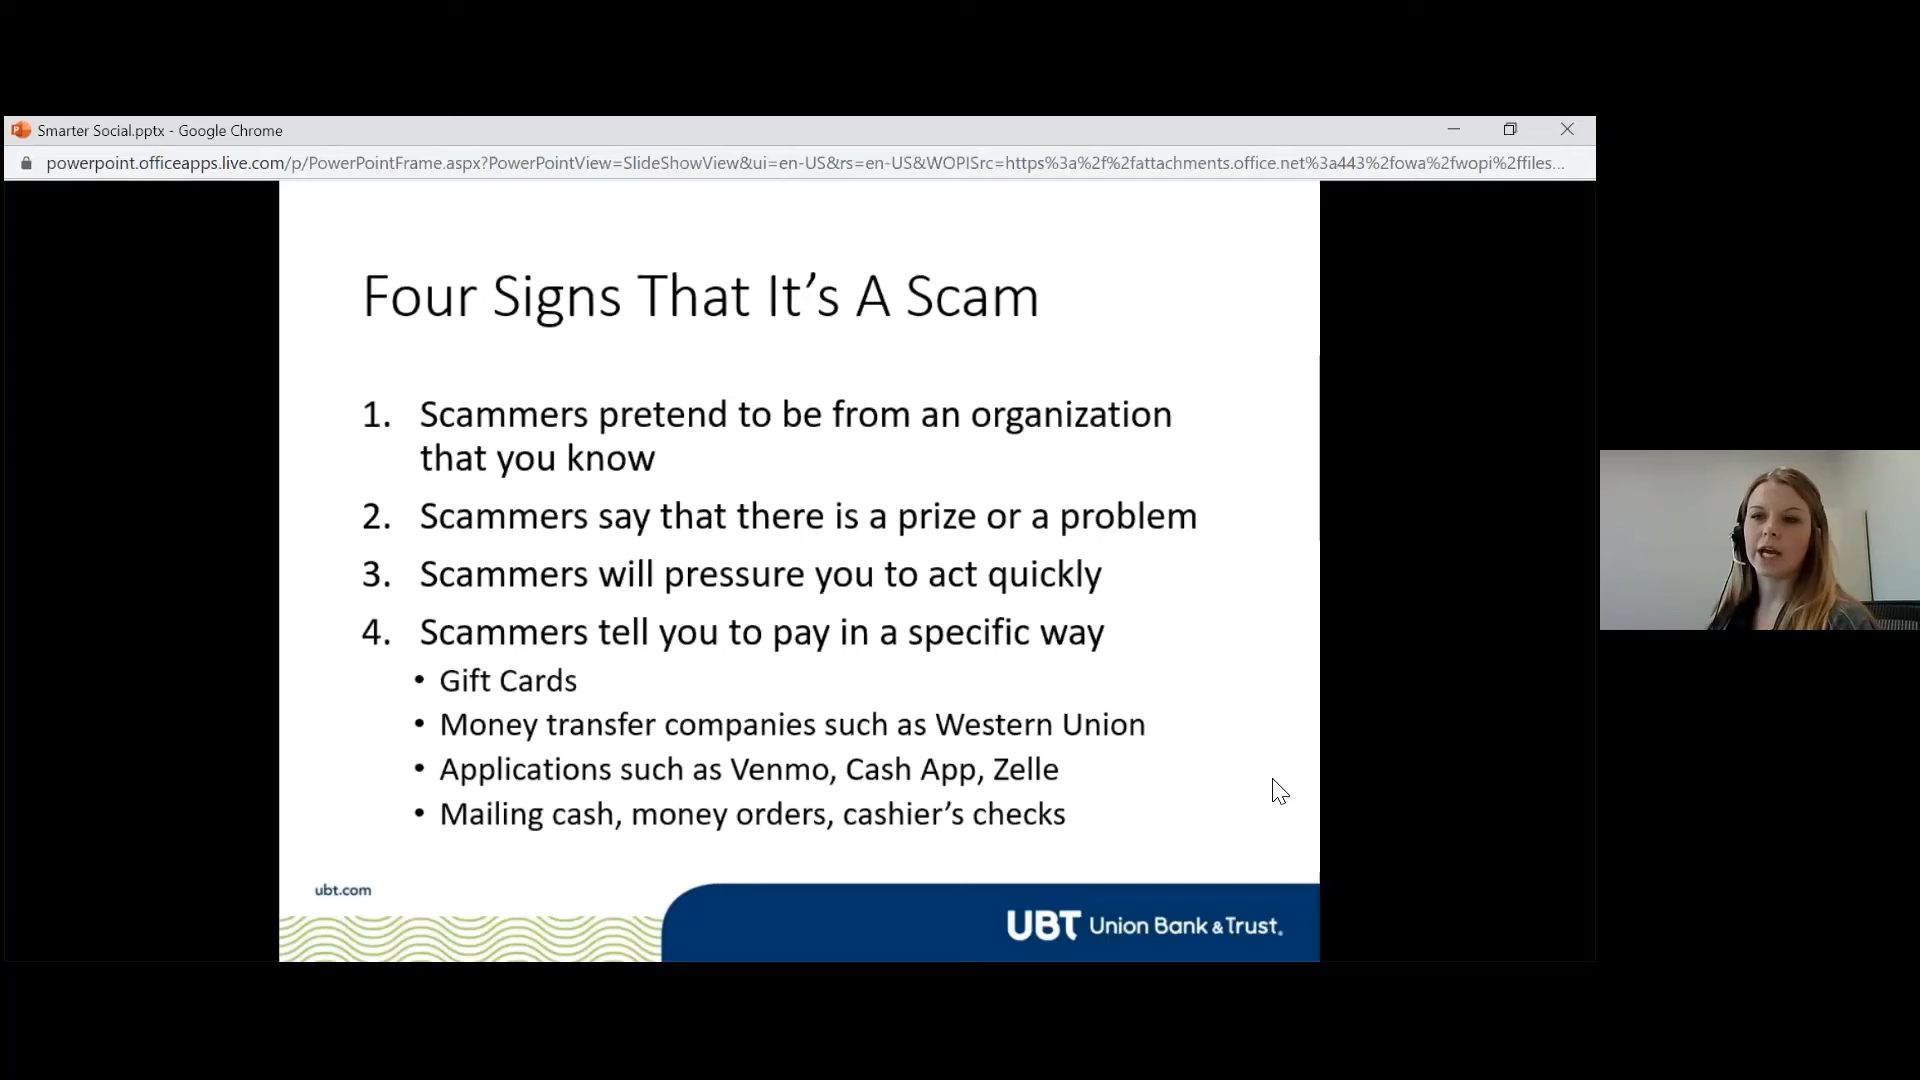 Smarter Social.pptx - Google Chrome
powerpoint.officeapps.live.com/p/PowerPointFrame.aspx?PowerPointView=SlideShowView&ui=en-US&rs=en-US&WOPISrc=https%3a%2f%2fattachments.office.net%3a443%2fowa%2fwopi%2ffiles...
Four Signs That It’s A Scam
1. Scammers pretend to be from an organization
that you know
2. Scammers say that there is a prize or a problem
3. Scammers will pressure you to act quickly
4. Scammers tell you to pay in a specific way
• Gift Cards
• Money transfer companies such as Western Union
• Applications such as Venmo, Cash App, Zelle
• Mailing cash, money orders, cashier’s checks
ubt.com
UBT Union Bank & Trust.